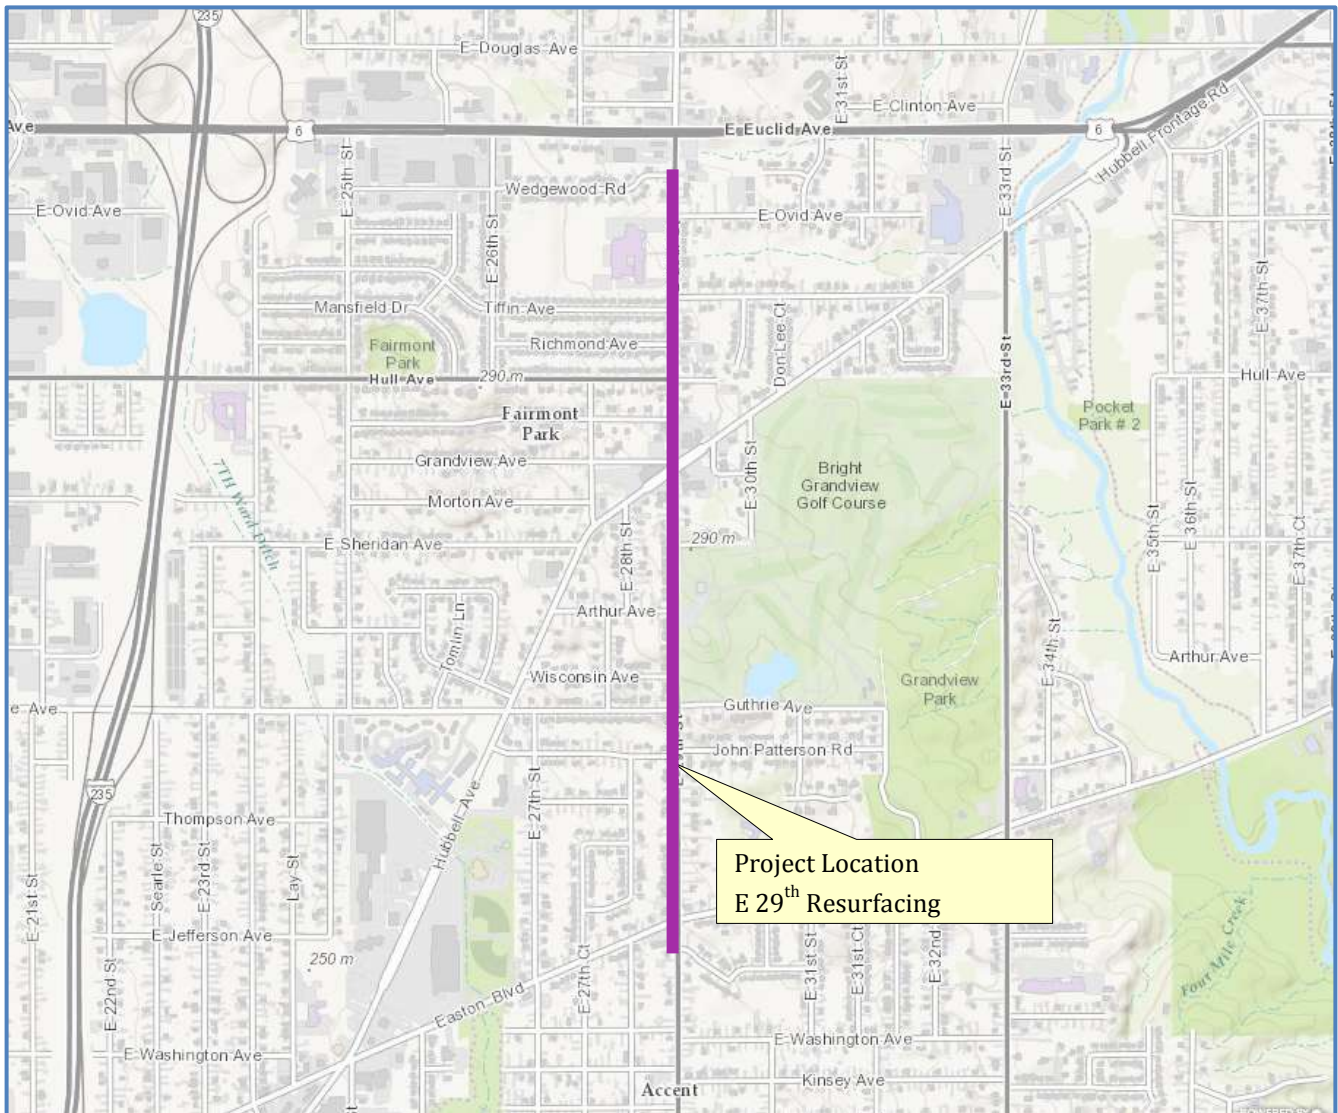 235
E Douglas Ave
E 31st St
E Clinton Ave
Ave
6
E Euclid Ave
6
Hubbell Frontage Rd
E 25th St
Wedgewood Rd
E 33rd St
E Ovid Ave
E 26th St
E Ovid Ave
E 37th St
Mansfield Dr
Tiffin Ave
Don Lee Ct
Fairmont
Park
Richmond Ave
E 33rd St
Hull Ave
290 m
Hull Ave
Fairmont
Park
Pocket
Park # 2
Grandview Ave
Bright
Grandview
Golf Course
E 30th St
7TH Ward Ditch
Morton Ave
E 28th St
E 35th St
E 36th St
E 37th Ct
E Sheridan Ave
290 m
Arthur Ave
Tomlin Ln
E 34th St
Arthur Ave
Wisconsin Ave
Grandview
Park
e Ave
Guthrie Ave
John Patterson Rd
235
Hubbell Ave
E 27th St
Thompson Ave
Project Location
E 29th Resurfacing
E 21st St
Searle St
E 23rd St
Lay St
E Jefferson Ave
250 m
E 22nd St
E 27th Ct
E 31st St
E 31st Ct
E 32nd
Four Mile Creek
Easton Blvd
E Washington Ave
E Washington Ave
Accent
Kinsey Ave